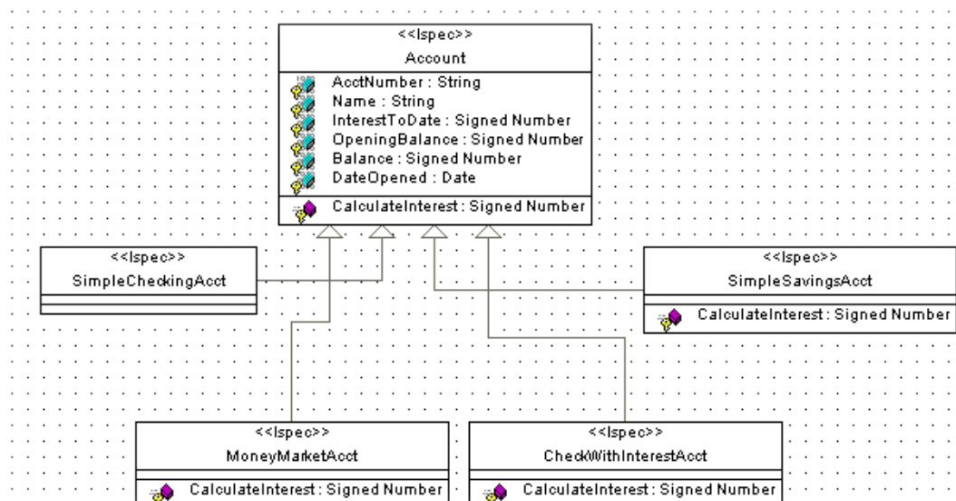 <<Ispec>>
Account
AcctNumber : String
Name : String
InterestToDate : Signed Number
OpeningBalance : Signed Number
Balance : Signed Number
DateOpened : Date
CalculateInterest : Signed Number
<<Ispec>>
SimpleCheckingAcct
<<Ispec>>
SimpleSavingsAcct
CalculateInterest : Signed Number
<<Ispec>>
MoneyMarketAcct
CalculateInterest : Signed Number
<<Ispec>>
CheckWithInterestAcct
CalculateInterest : Signed Number